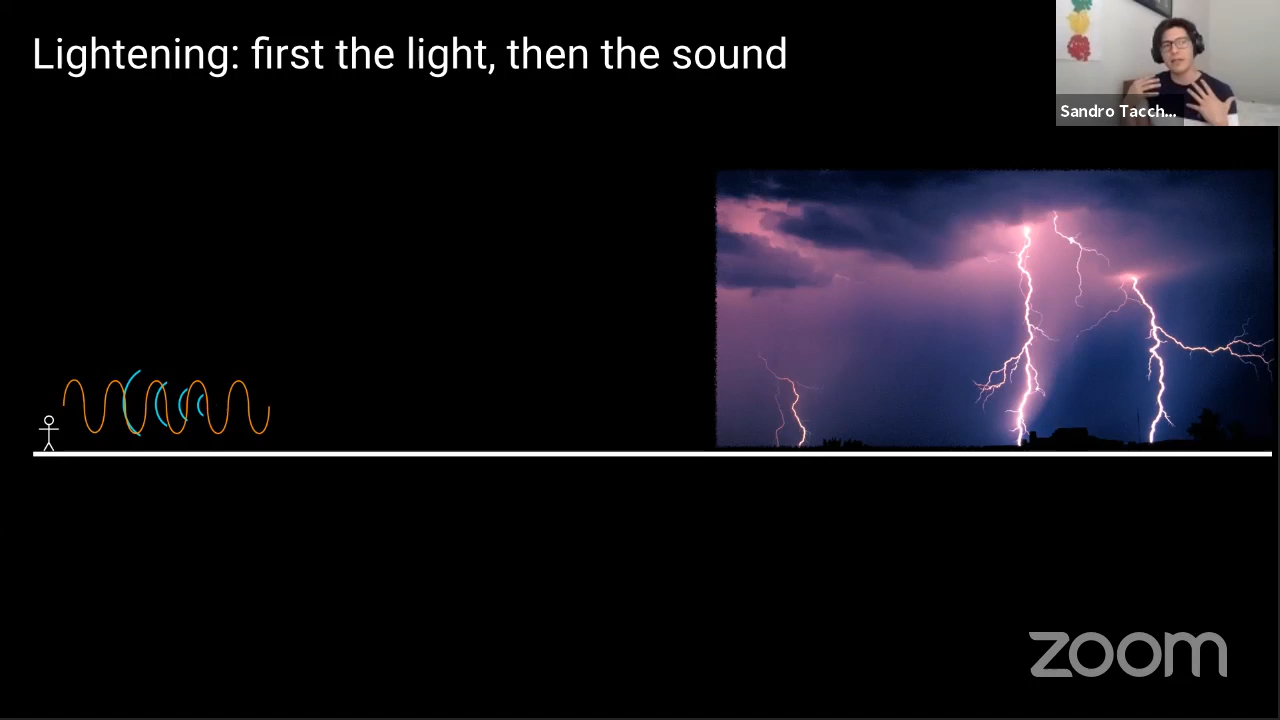 Lightening: first the light, then the sound
Sandro Tacch...
zoom